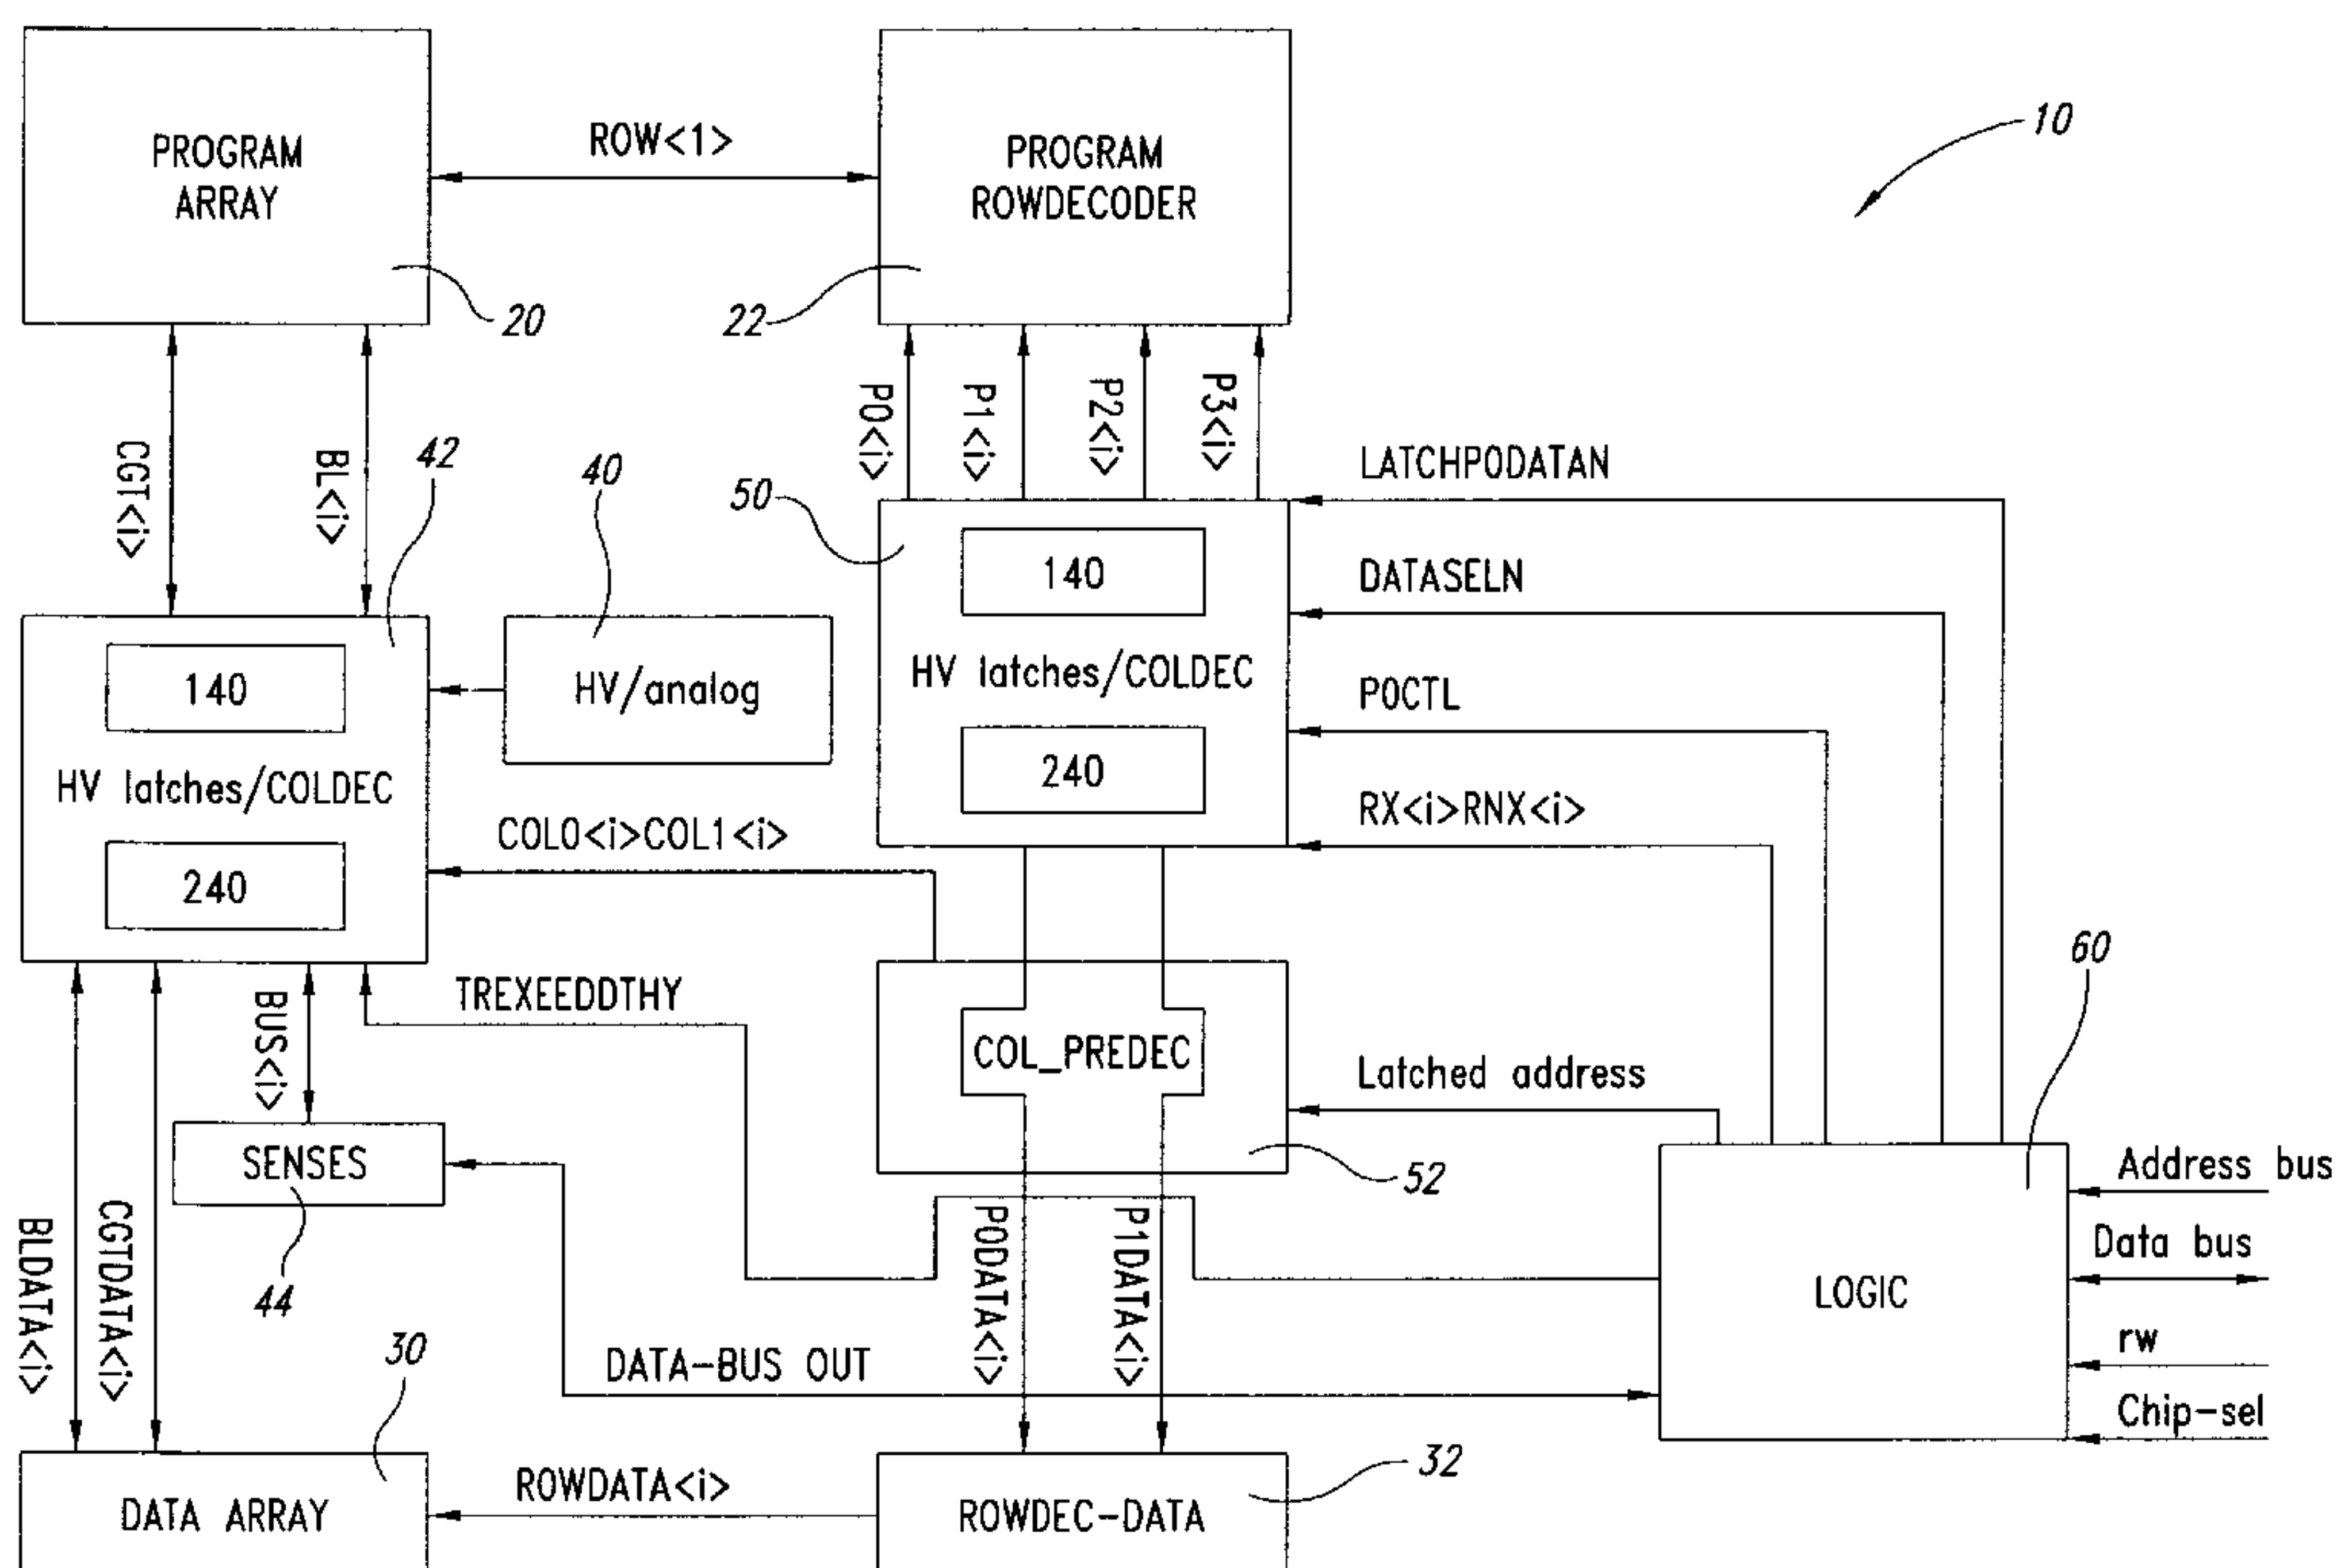 PROGRAM
ARRAY
20
ROW<1>
PROGRAM
ROWDECODER
22
10
CGT<i>
BL<i>
42
40
P0<i>
P1<i>
P2<i>
P3<i>
50
140
HV latches/COLDEC
240
HV/analog
140
HV latches/COLDEC
240
LATCHPODATAN
DATASELN
POCTL
RX<i>RNX<i>
COL0<i>COL1<i>
TREXEEDDTHY
BUS<i>
SENSES
44
COL_PREDEC
52
Latched address
60
LOGIC
Address bus
Data bus
rw
Chip-sel
BLDATA<i>
CGTDATA<i>
PODATA<i>
P1DATA<i>
DATA-BUS OUT
30
DATA ARRAY
ROWDATA<i>
ROWDEC-DATA
32